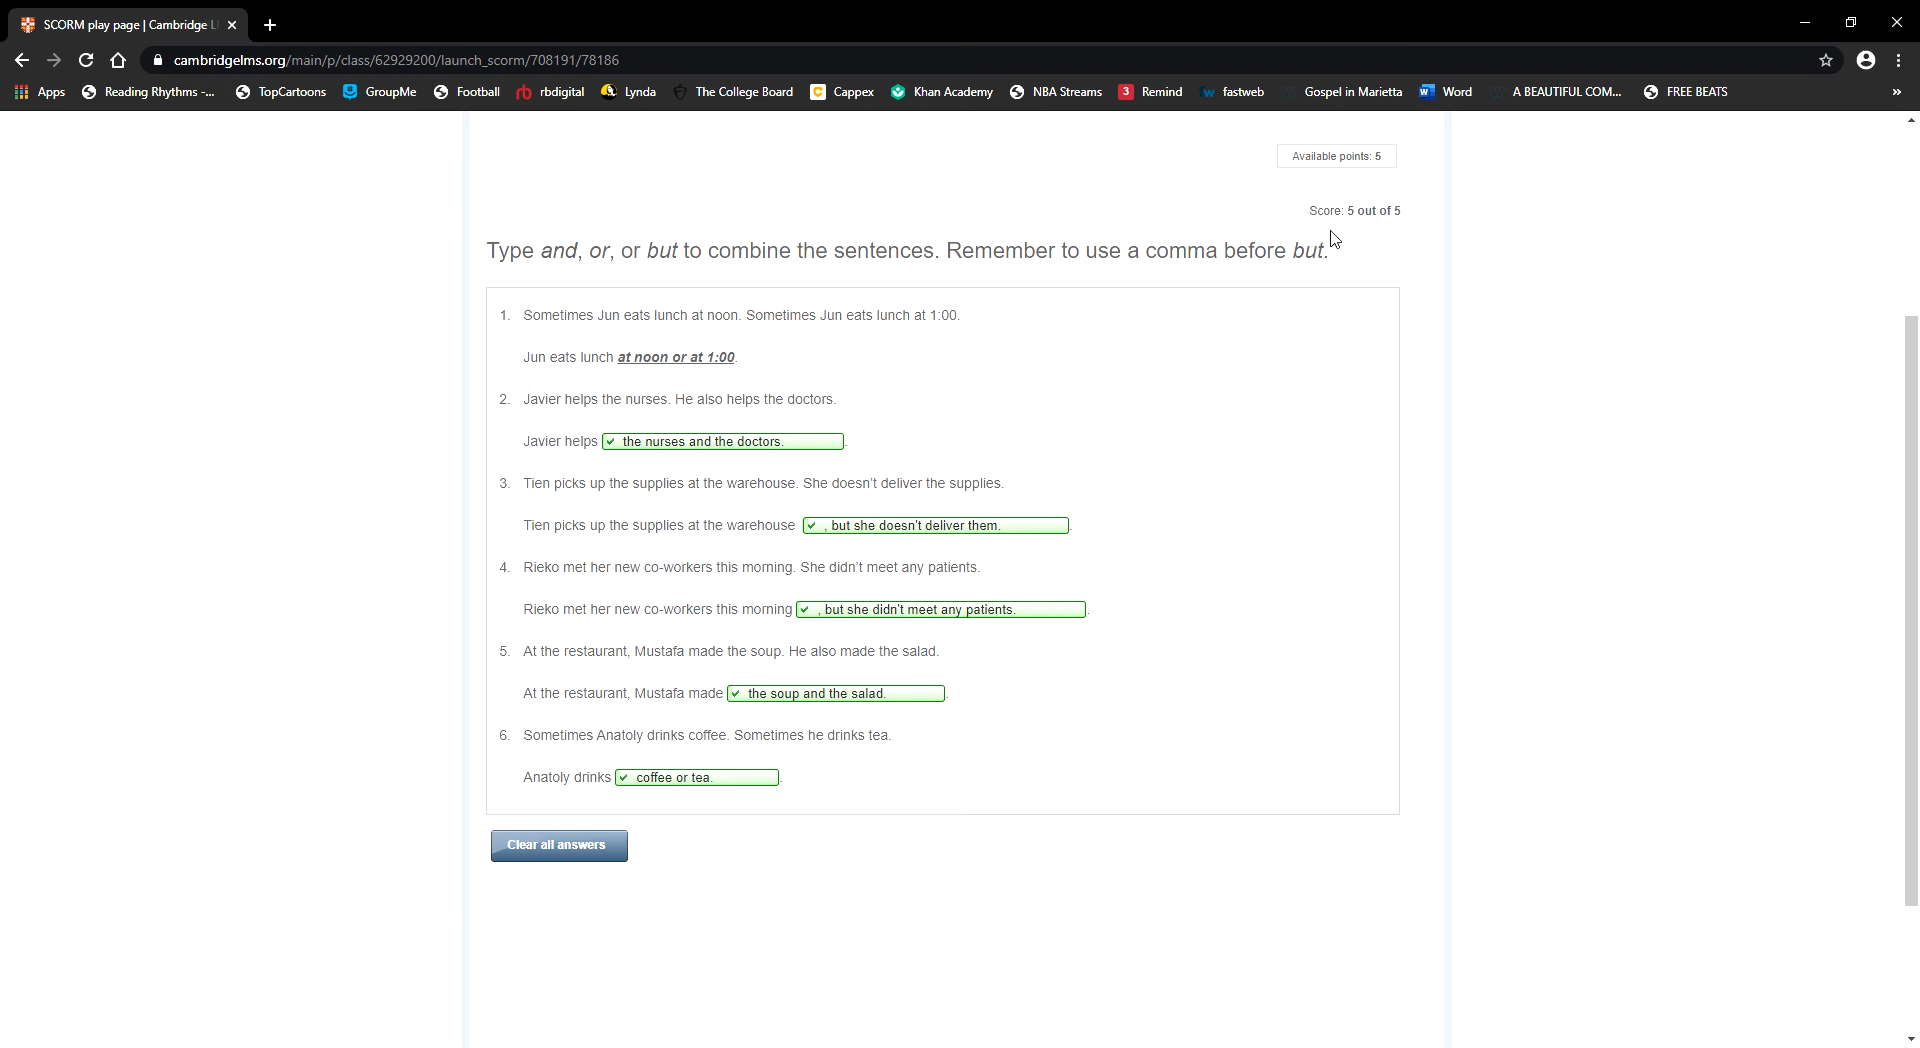 SCORM play page | Cambridge L
cambridgelms.org/main/p/class/62929200/launch_scorm/708191/78186
Apps Reading Rhythms -... TopCartoons GroupMe Football rbdigital Lynda The College Board Cappex Khan Academy NBA Streams 3 Remind fastweb Gospel in Marietta Word A BEAUTIFUL COM... FREE BEATS »
Available points: 5
Score: 5 out of 5
Type and, or, or but to combine the sentences. Remember to use a comma before but.
1. Sometimes Jun eats lunch at noon. Sometimes Jun eats lunch at 1:00.
Jun eats lunch at noon or at 1:00.
2. Javier helps the nurses. He also helps the doctors.
Javier helps ✓ the nurses and the doctors. .
3. Tien picks up the supplies at the warehouse. She doesn't deliver the supplies.
Tien picks up the supplies at the warehouse ✓ , but she doesn't deliver them. .
4. Rieko met her new co-workers this morning. She didn't meet any patients.
Rieko met her new co-workers this morning ✓ , but she didn't meet any patients. .
5. At the restaurant, Mustafa made the soup. He also made the salad.
At the restaurant, Mustafa made ✓ the soup and the salad. .
6. Sometimes Anatoly drinks coffee. Sometimes he drinks tea.
Anatoly drinks ✓ coffee or tea. .
Clear all answers